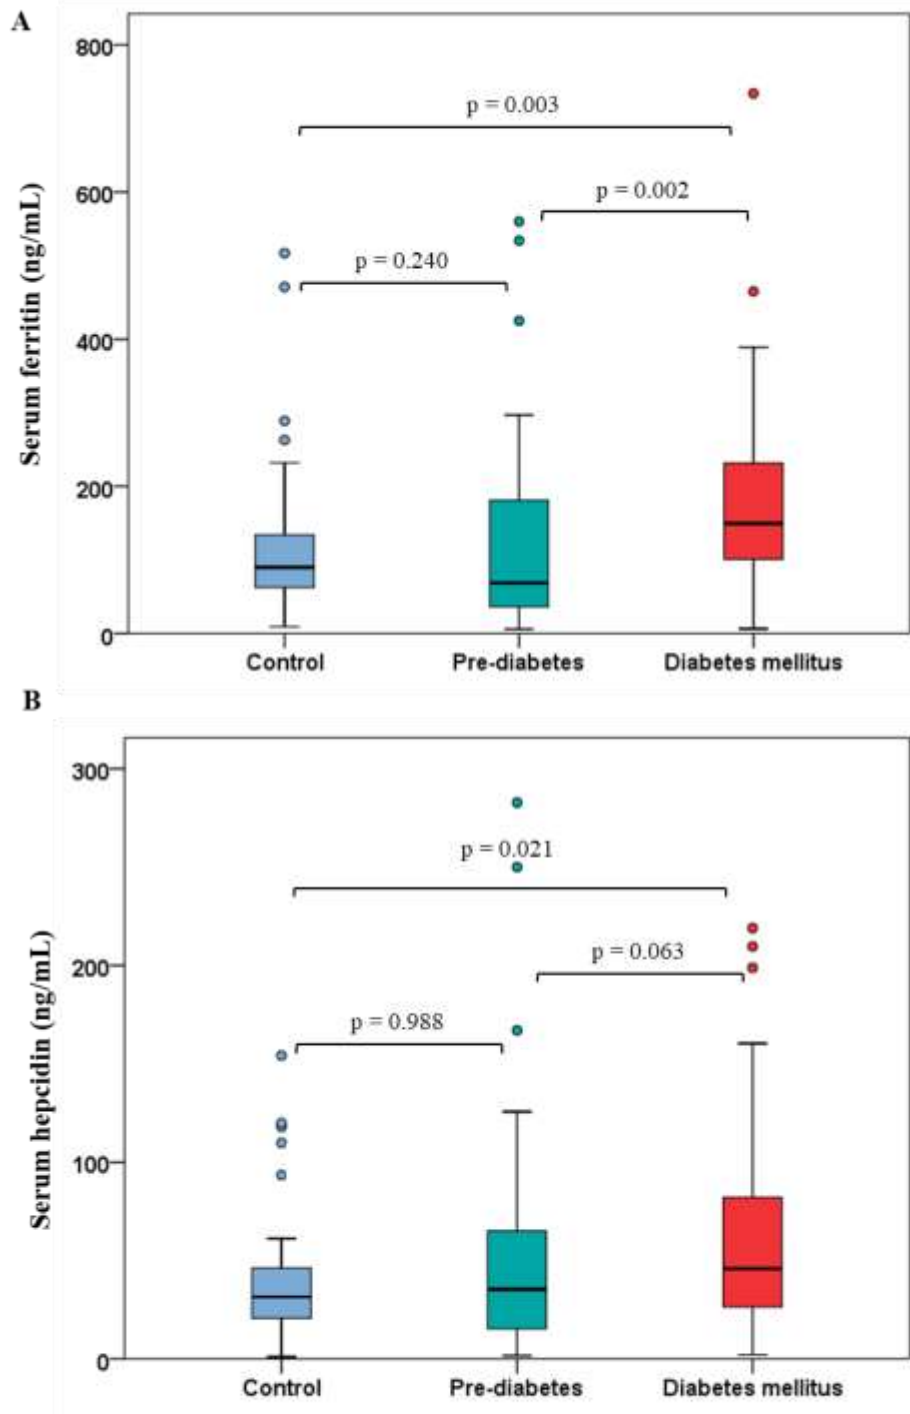 A
Serum ferritin (ng/mL)
800
600
400
200
0
p = 0.003
p = 0.002
p = 0.240
Control
Pre-diabetes
Diabetes mellitus
B
Serum hepcidin (ng/mL)
300
200
100
0
p = 0.021
p = 0.063
p = 0.988
Control
Pre-diabetes
Diabetes mellitus